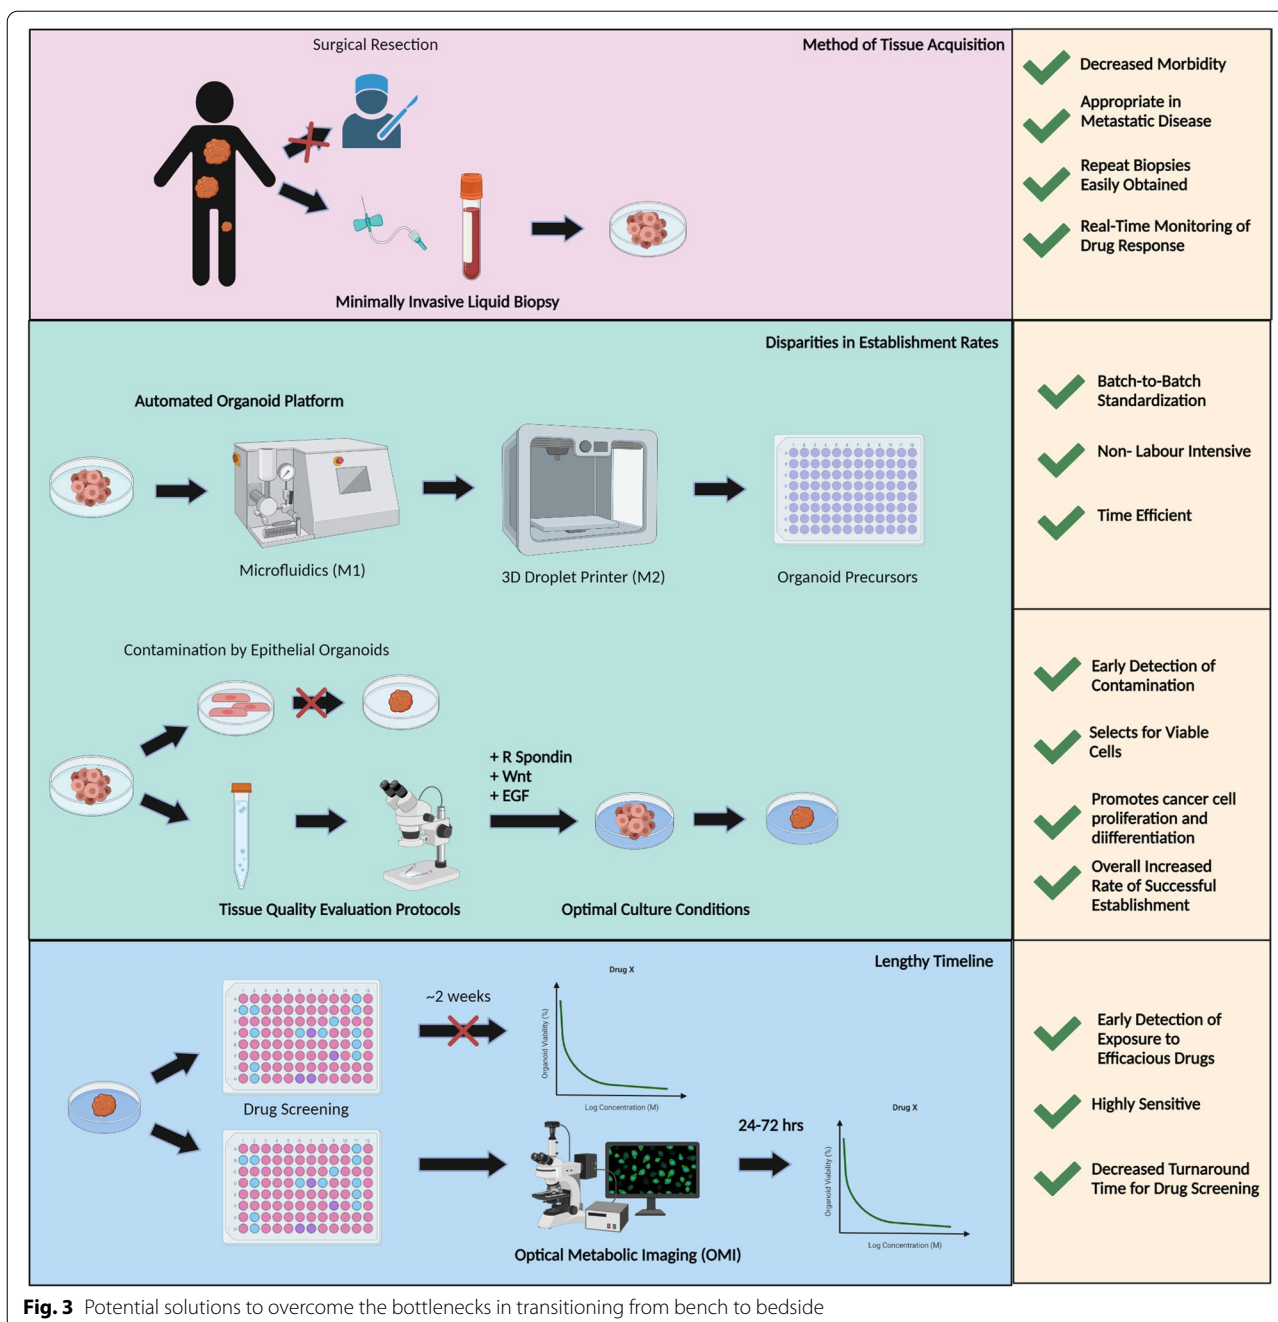 Surgical Resection
Method of Tissue Acquisition
Minimally Invasive Liquid Biopsy
Decreased Morbidity
Appropriate in
Metastatic Disease
Repeat Biopsies
Easily Obtained
Real-Time Monitoring of
Drug Response
Disparities in Establishment Rates
Automated Organoid Platform
Microfluidics (M1)
3D Droplet Printer (M2)
Organoid Precursors
Batch-to-Batch
Standardization
Non- Labour Intensive
Time Efficient
Contamination by Epithelial Organoids
+ R Spondin
+ Wnt
+ EGF
Tissue Quality Evaluation Protocols
Optimal Culture Conditions
Early Detection of
Contamination
Selects for Viable
Cells
Promotes cancer cell
proliferation and
diifferentiation
Overall Increased
Rate of Successful
Establishment
Lengthy Timeline
~2 weeks
Drug X
Organoid Viability (%)
Log Concentration (M)
Drug Screening
24-72 hrs
Drug X
Organoid Viability (%)
Log Concentration (M)
Optical Metabolic Imaging (OMI)
Early Detection of
Exposure to
Efficacious Drugs
Highly Sensitive
Decreased Turnaround
Time for Drug Screening
Fig. 3 Potential solutions to overcome the bottlenecks in transitioning from bench to bedside